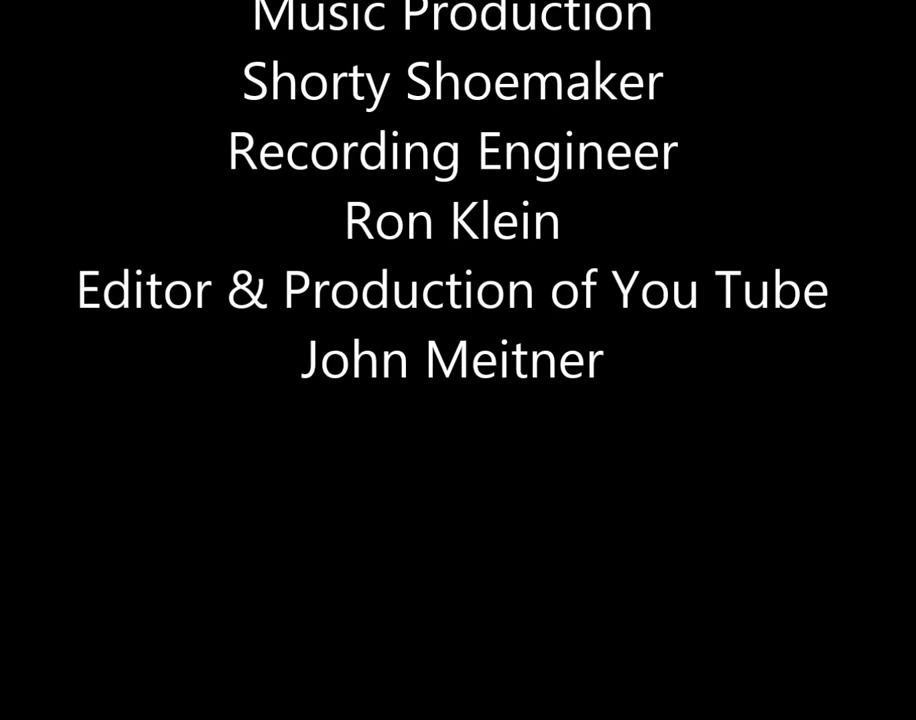 Music Production
Shorty Shoemaker
Recording Engineer
Ron Klein
Editor & Production of You Tube
John Meitner